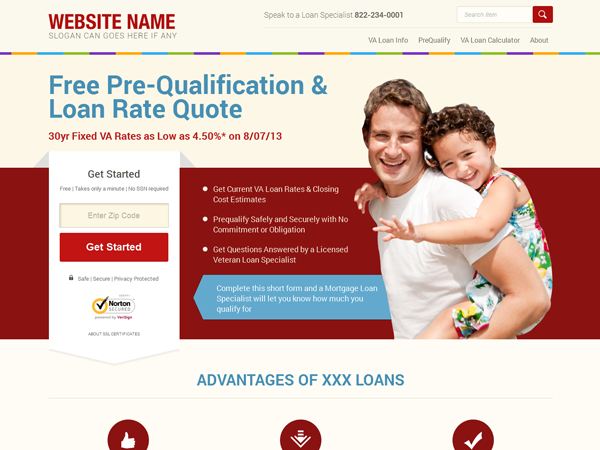 WEBSITE NAME
SLOGAN CAN GOES HERE IF ANY
Speak to a Loan Specialist 822-234-0001
Search item
VA Loan Info PreQualify VA Loan Calculator About
Free Pre-Qualification &
Loan Rate Quote
30yr Fixed VA Rates as Low as 4.50%* on 8/07/13
Get Started
Free | Takes only a minute | No SSN required
Enter Zip Code
Get Started
Safe | Secure | Privacy Protected
Norton
SECURED
powered by VeriSign
ABOUT SSL CERTIFICATES
Get Current VA Loan Rates & Closing
Cost Estimates
Prequalify Safely and Securely with No
Commitment or Obligation
Get Questions Answered by a Licensed
Veteran Loan Specialist
Complete this short form and a Mortgage Loan
Specialist will let you know how much you
qualify for
ADVANTAGES OF XXX LOANS